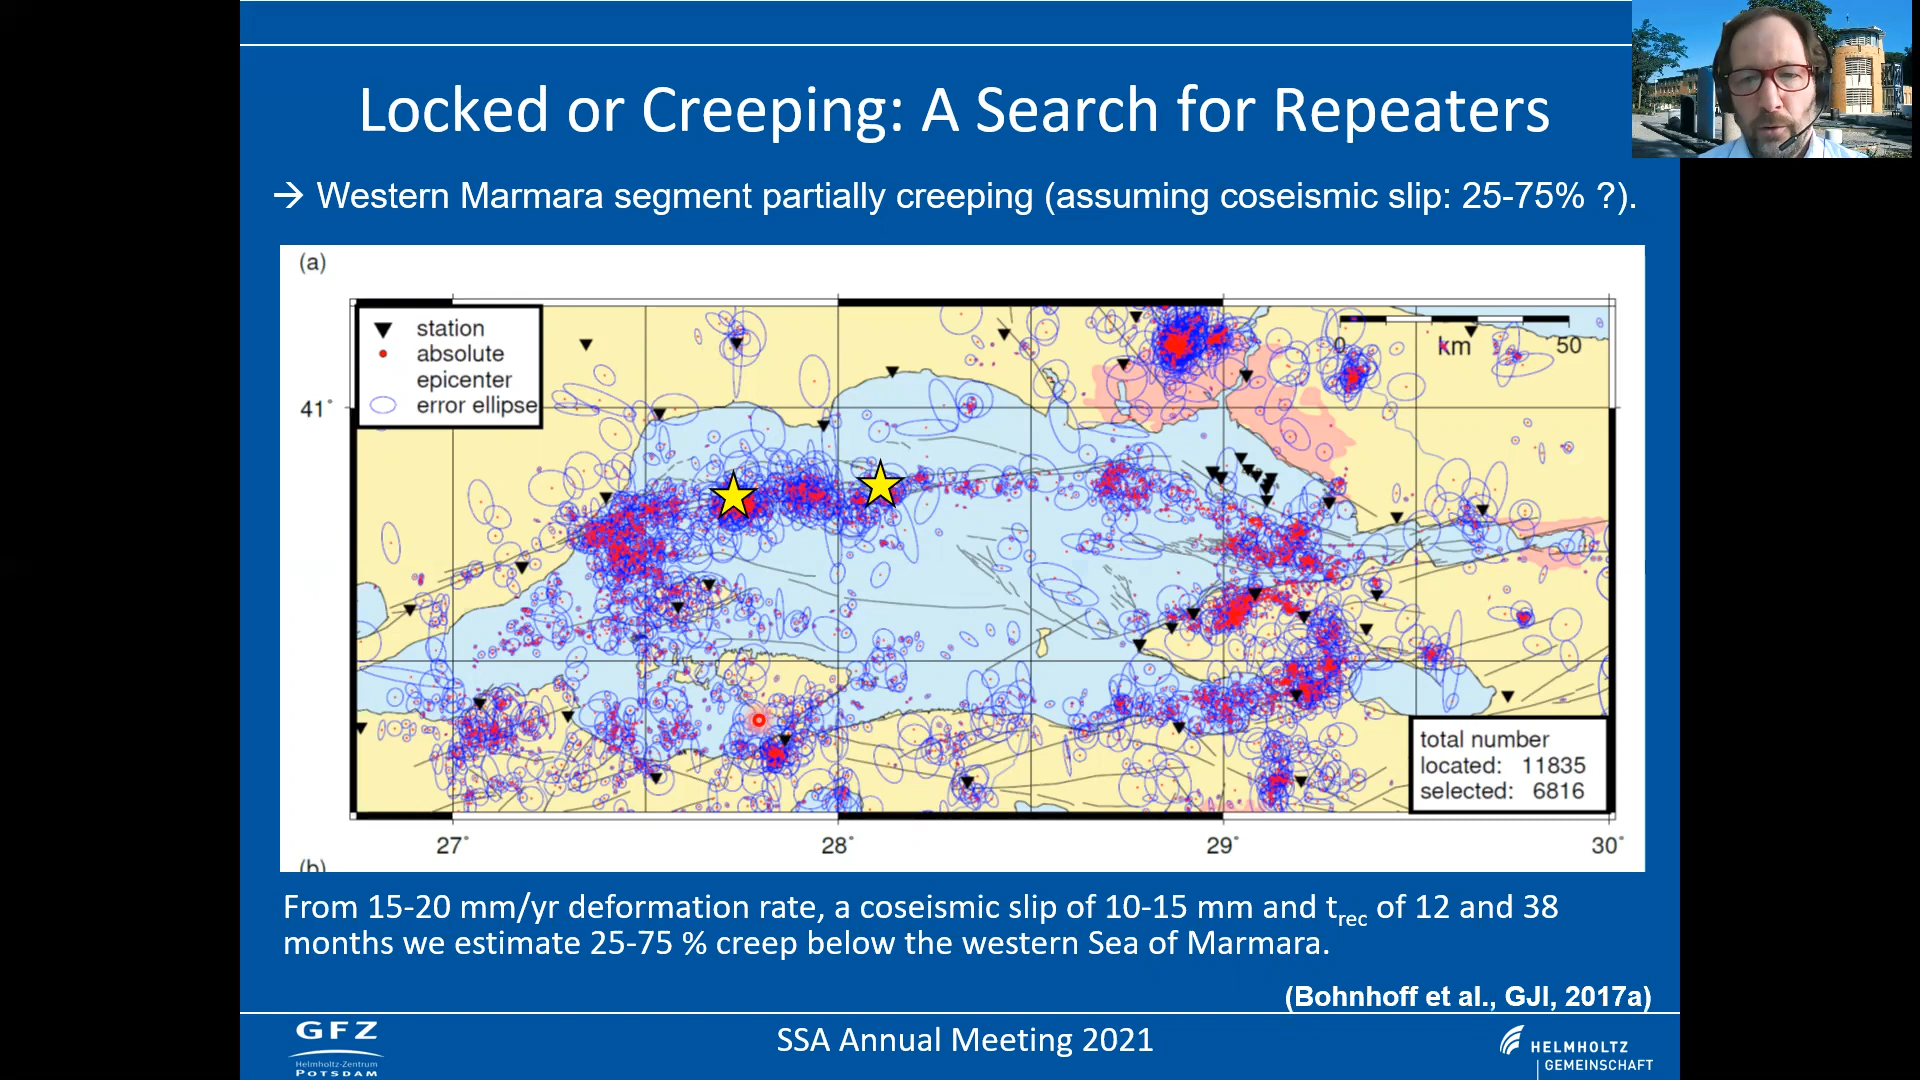 Locked or Creeping: A Search for Repeaters
→ Western Marmara segment partially creeping (assuming coseismic slip: 25-75% ?).
(a)
station
absolute
epicenter
error ellipse
0 km 50
41°
total number
located: 11835
selected: 6816
27° 28° 29° 30°
(b)
From 15-20 mm/yr deformation rate, a coseismic slip of 10-15 mm and trec of 12 and 38
months we estimate 25-75 % creep below the western Sea of Marmara.
(Bohnhoff et al., GJI, 2017a)
GFZ
Helmholtz-Zentrum
POTSDAM
SSA Annual Meeting 2021
HELMHOLTZ
GEMEINSCHAFT